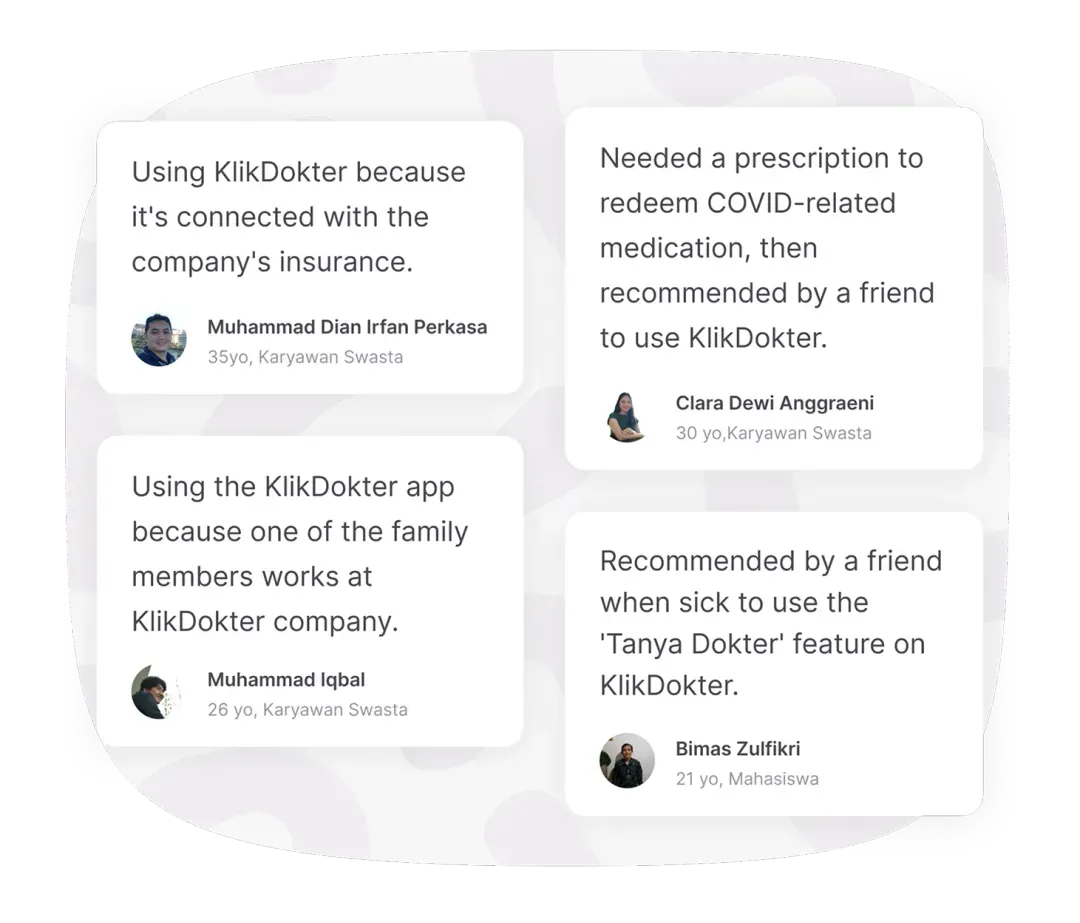 Using KlikDokter because
it's connected with the
company's insurance.
Muhammad Dian Irfan Perkasa
35yo, Karyawan Swasta
Using the KlikDokter app
because one of the family
members works at
KlikDokter company.
Muhammad Iqbal
26 yo, Karyawan Swasta
Needed a prescription to
redeem COVID-related
medication, then
recommended by a friend
to use KlikDokter.
Clara Dewi Anggraeni
30 yo,Karyawan Swasta
Recommended by a friend
when sick to use the
'Tanya Dokter' feature on
KlikDokter.
Bimas Zulfikri
21 yo, Mahasiswa